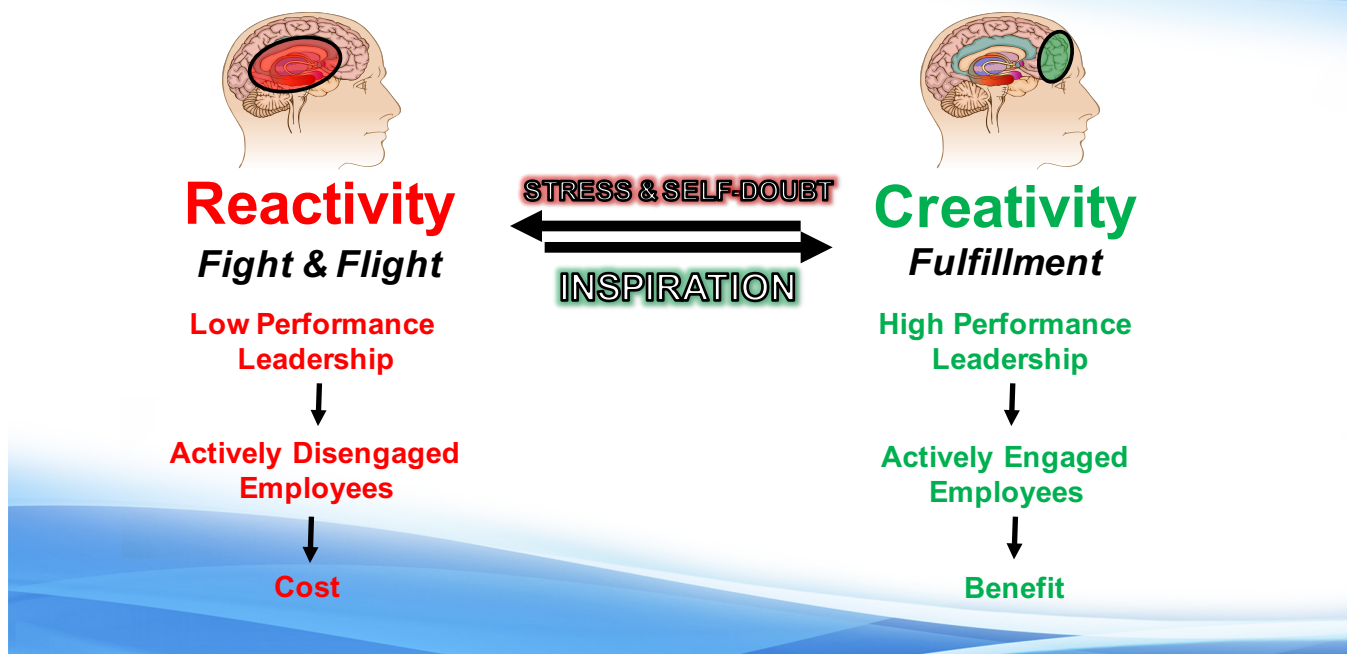 Reactivity
Fight & Flight
Low Performance
Leadership
Actively Disengaged
Employees
Cost
STRESS & SELF-DOUBT
INSPIRATION
Creativity
Fulfillment
High Performance
Leadership
Actively Engaged
Employees
Benefit